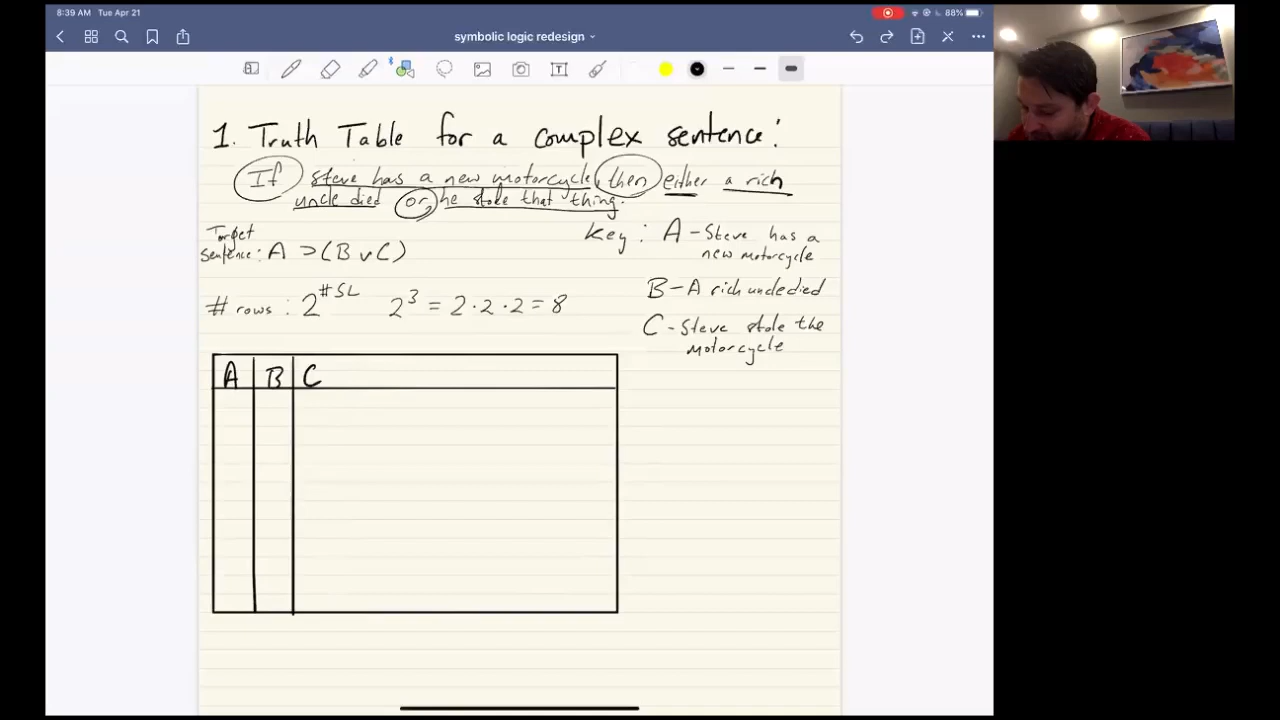 8:39 AM Tue Apr 21
88%
symbolic logic redesign
1. Truth Table for a complex sentence:
If Steve has a new motorcycle, then either a rich
uncle died or he stole that thing.
Target
sentence: A ⊃ (B v C)
Key: A - Steve has a
new motorcycle
B - A rich uncle died
C - Steve stole the
motorcycle
# rows: 2^#SL 2^3 = 2 · 2 · 2 = 8
A B C